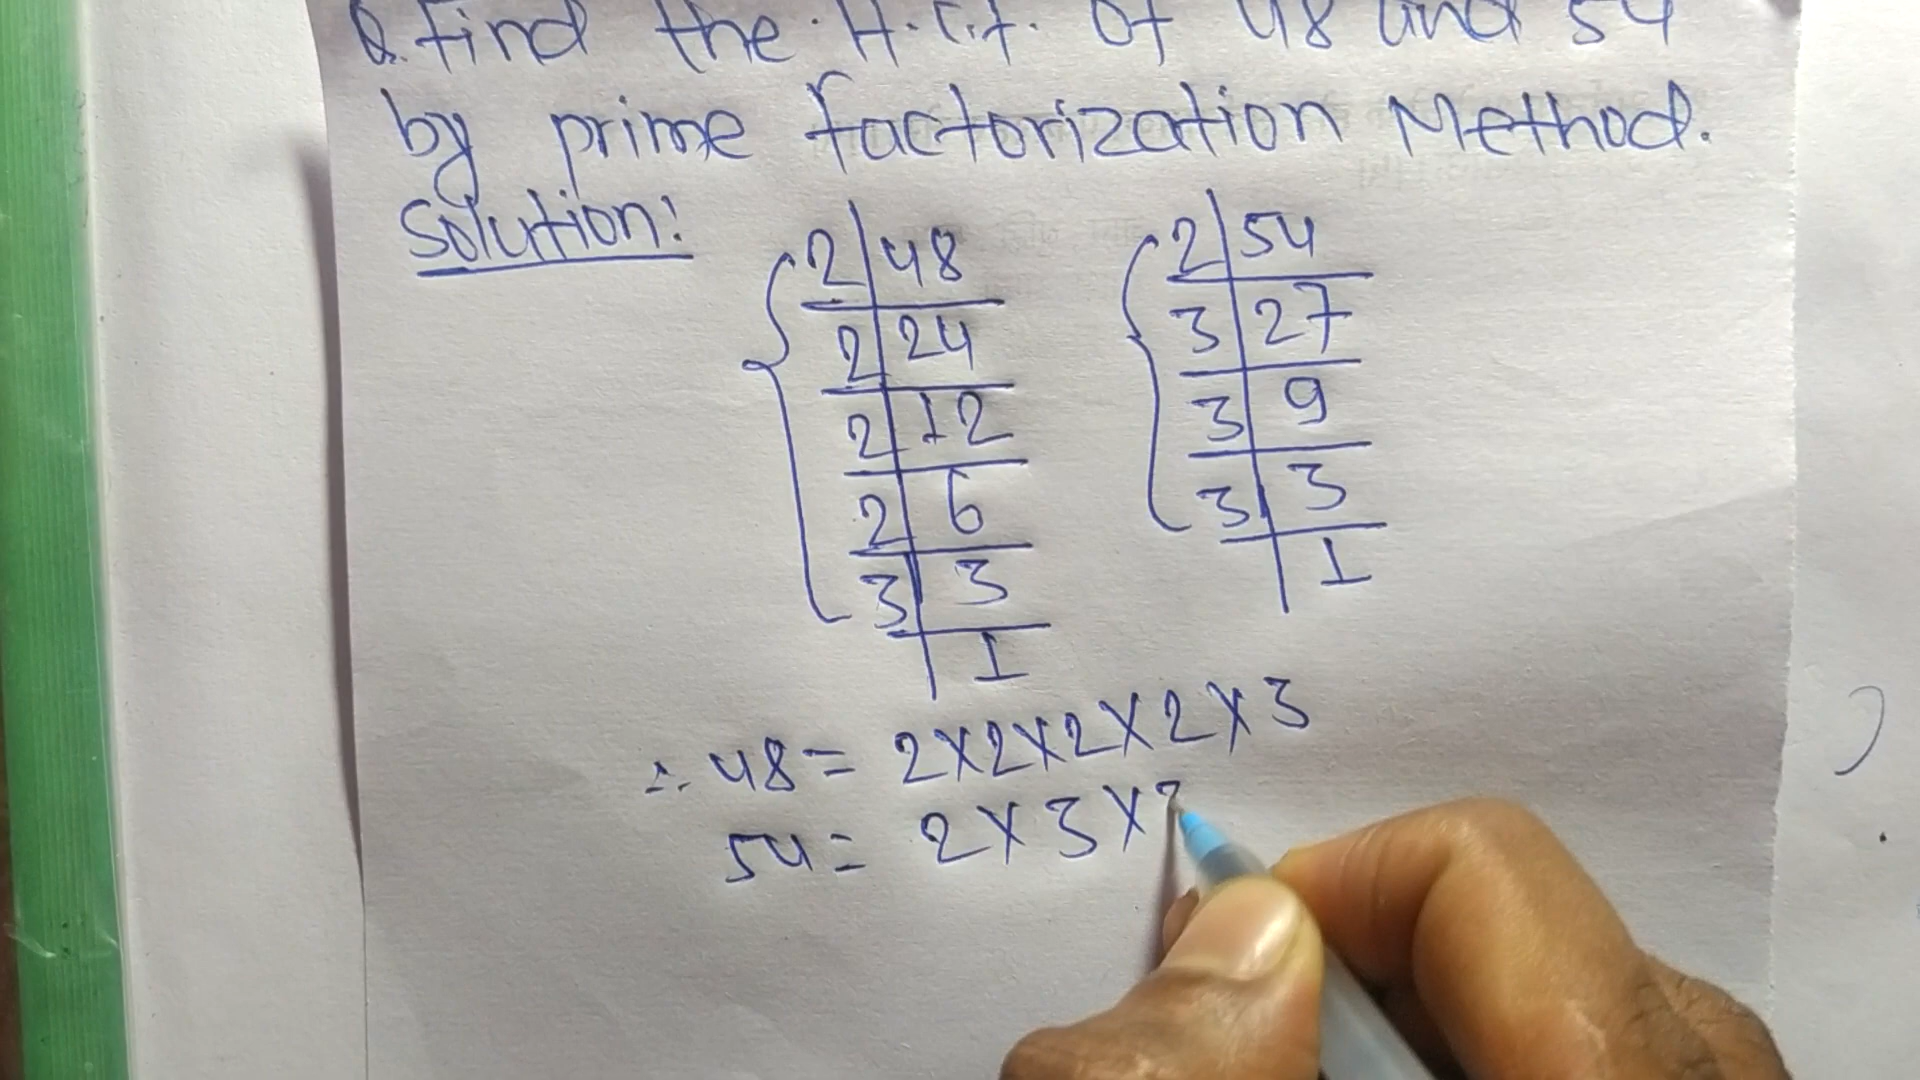 Q. Find the H.C.F. Of 48 and 54
by prime factorization Method.
Solution:
2 | 48
2 | 24
2 | 12
2 | 6
3 | 3
1
2 | 54
3 | 27
3 | 9
3 | 3
1
∴ 48 = 2×2×2×2×3
54 = 2×3×3